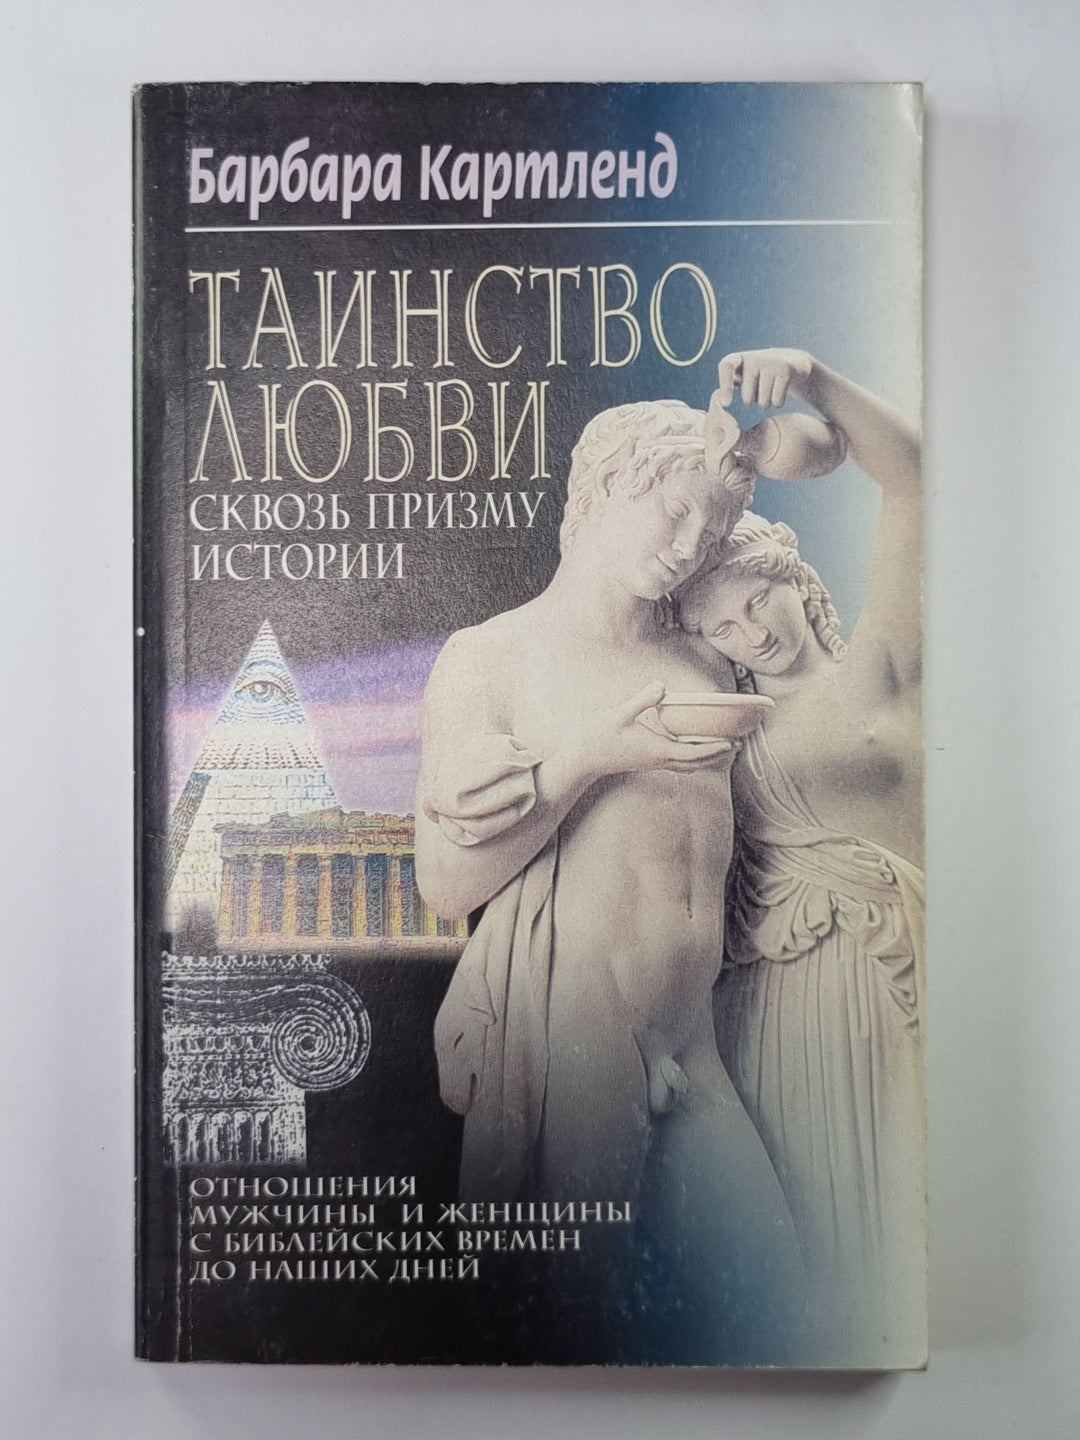 Барбара Картленд
ТАИНСТВО
ЛЮБВИ
СКВОЗЬ ПРИЗМУ
ИСТОРИИ
ОТНОШЕНИЯ
МУЖЧИНЫ И ЖЕНЩИНЫ
С БИБЛЕЙСКИХ ВРЕМЕН
ДО НАШИХ ДНЕЙ